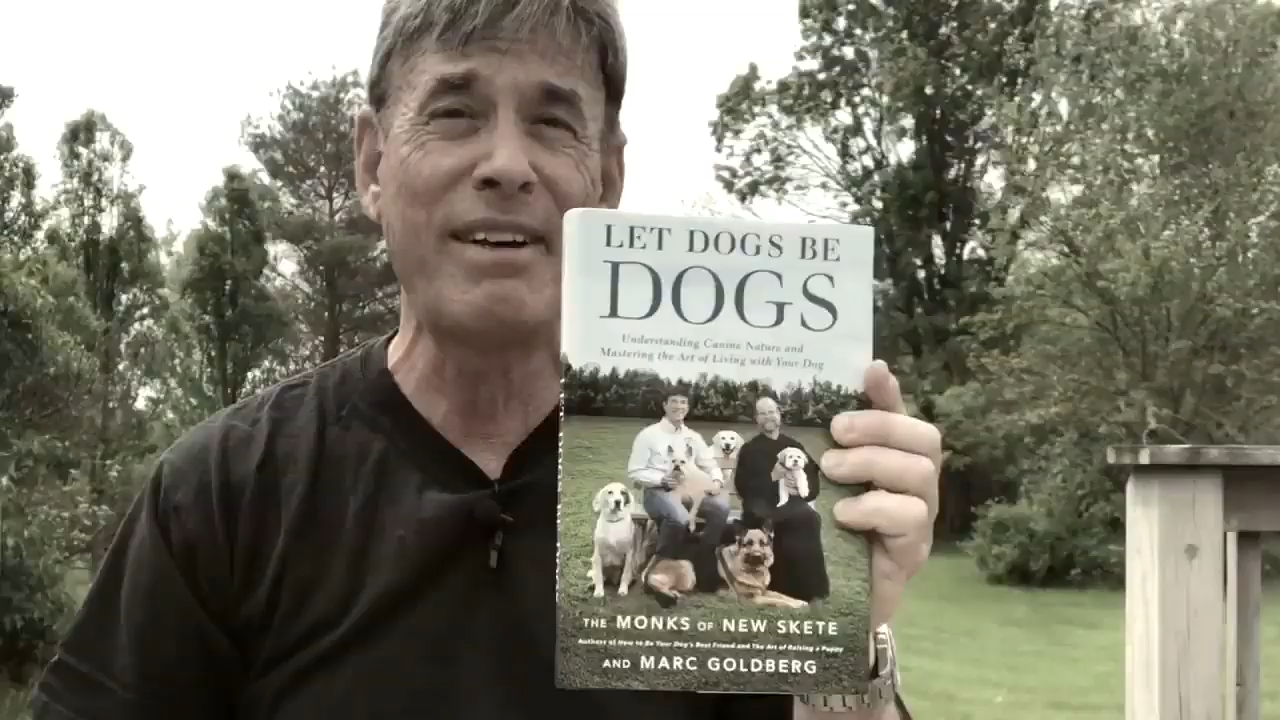 LET DOGS BE
DOGS
Understanding Canine Nature and
Mastering the Art of Living with Your Dog
THE MONKS OF NEW SKETE
Authors of How to Be Your Dog's Best Friend and The Art of Raising a Puppy
AND MARC GOLDBERG